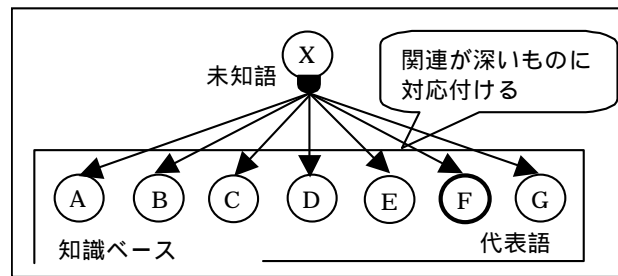 X
未知語
関連が深いものに
対応付ける
A B C D E F G
知識ベース
代表語